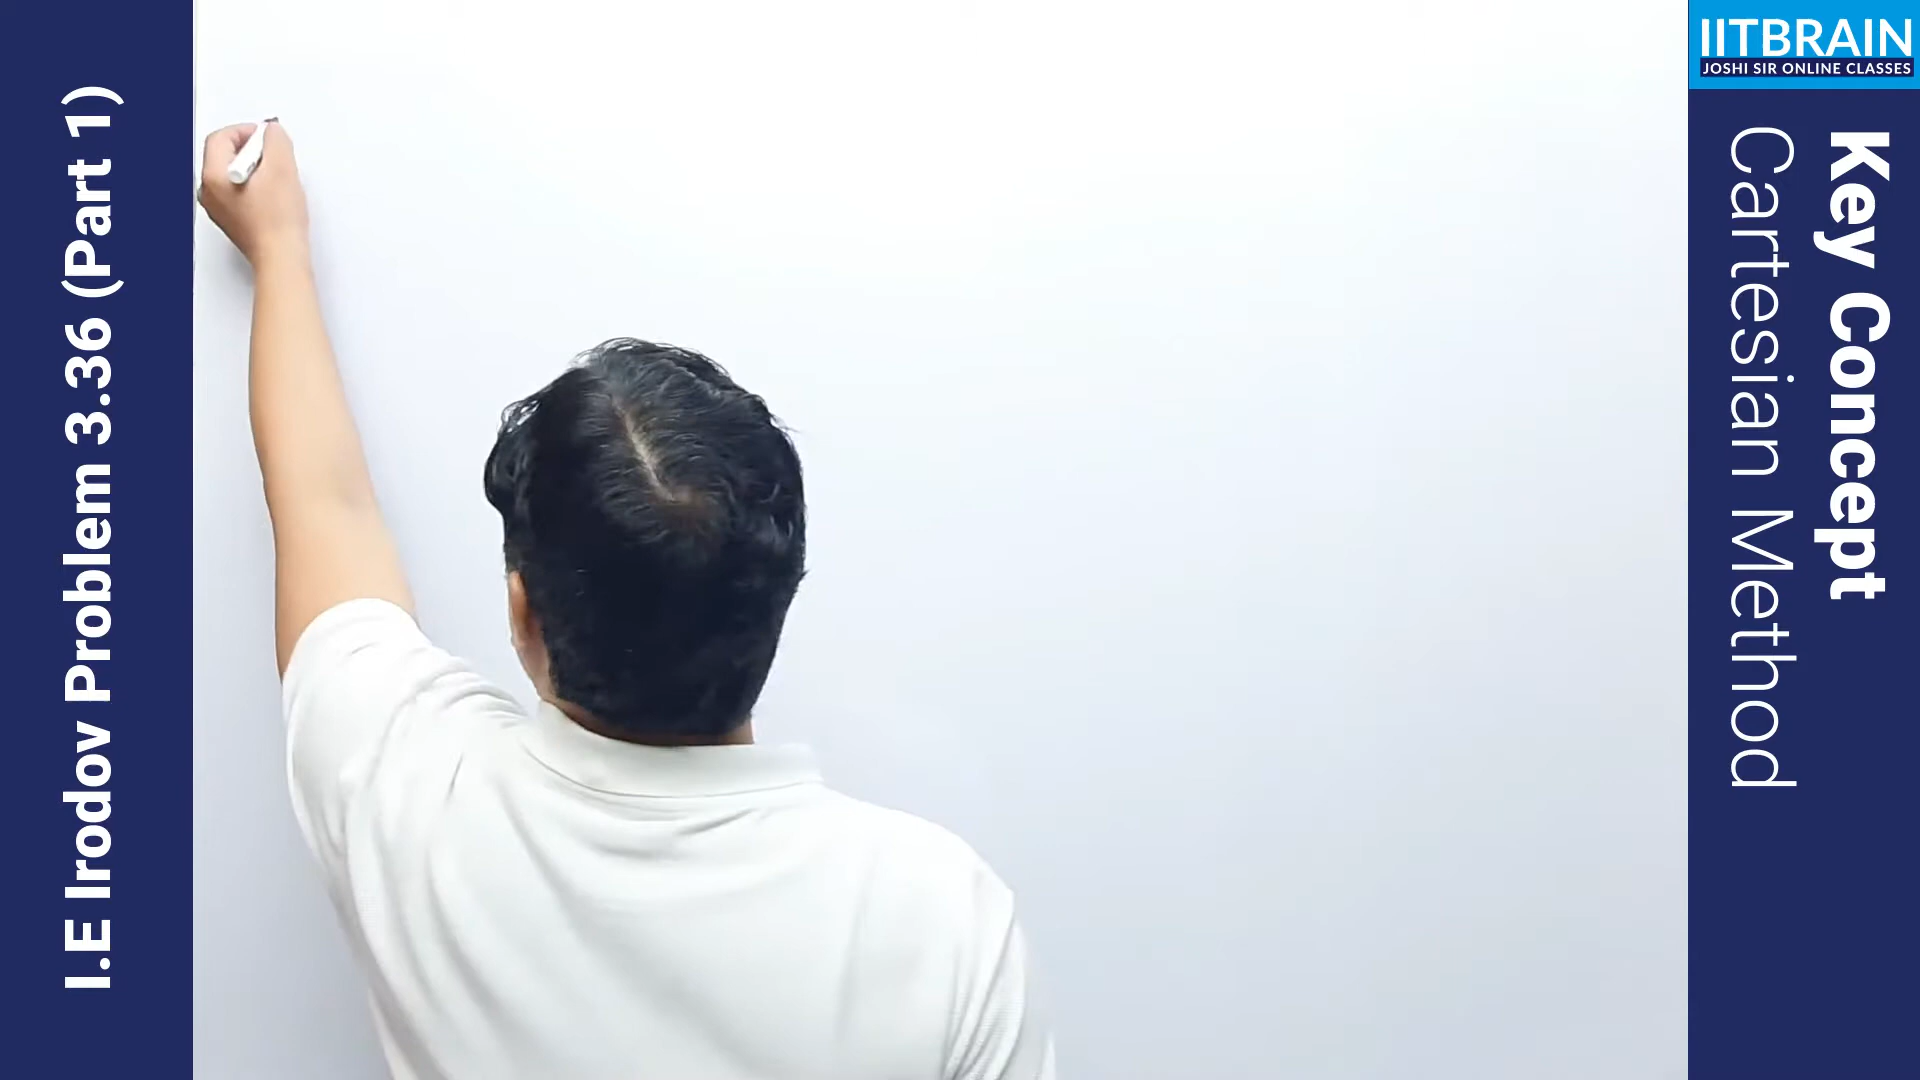 I.E Irodov Problem 3.36 (Part 1)
IITBRAIN
JOSHI SIR ONLINE CLASSES
Key Concept
Cartesian Method